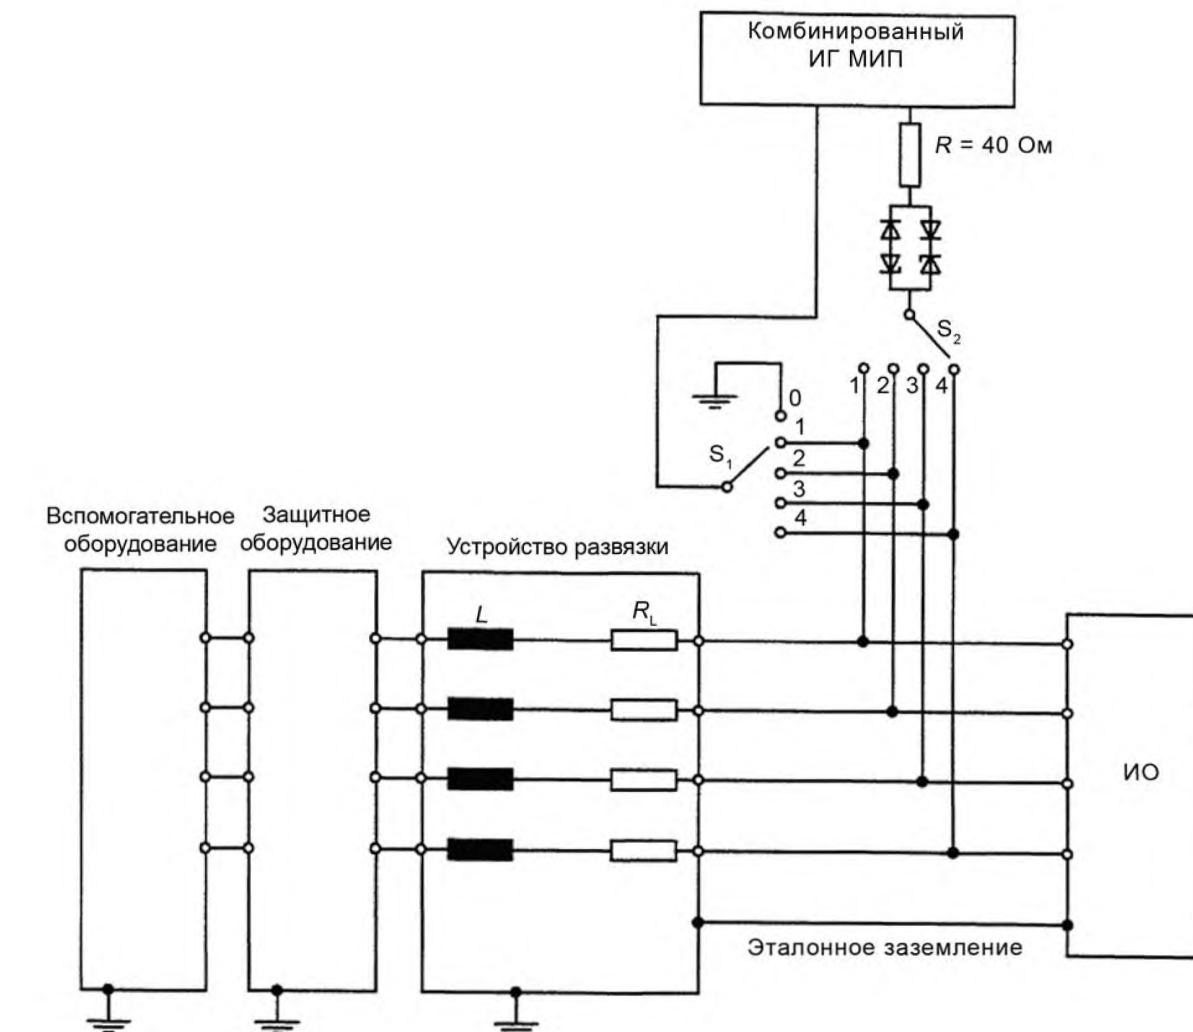 Комбинированный
ИГ МИП
R = 40 Ом
S2
1 2 3 4
0
1
S1
2
3
4
Вспомогательное
оборудование
Защитное
оборудование
Устройство развязки
L
RL
ИО
Эталонное заземление